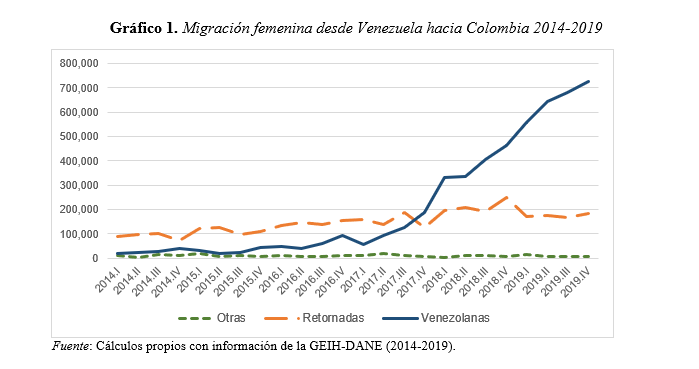 Gráfico 1. Migración femenina desde Venezuela hacia Colombia 2014-2019
800,000
700,000
600,000
500,000
400,000
300,000
200,000
100,000
0
2014.I
2014.II
2014.III
2014.IV
2015.I
2015.II
2015.III
2015.IV
2016.I
2016.II
2016.III
2016.IV
2017.I
2017.II
2017.III
2017.IV
2018.I
2018.II
2018.III
2018.IV
2019.I
2019.II
2019.III
2019.IV
Otras Retornadas Venezolanas
Fuente: Cálculos propios con información de la GEIH-DANE (2014-2019).